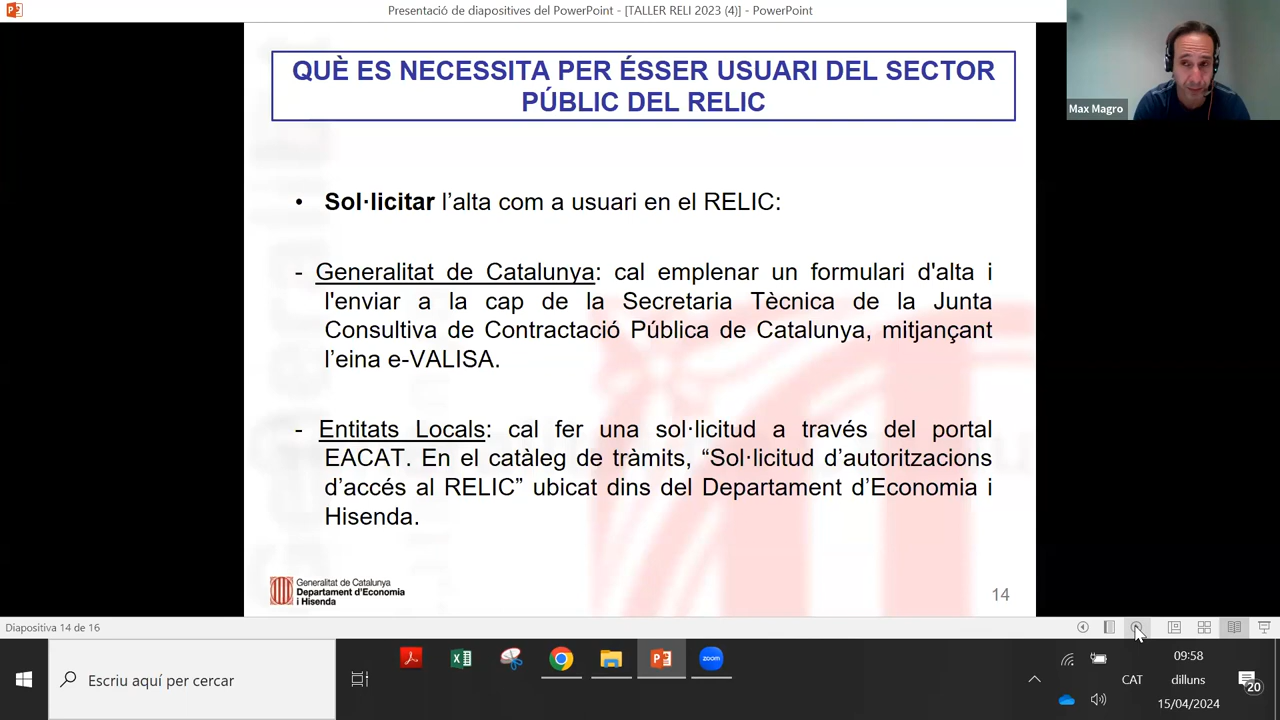 Presentació de diapositives del PowerPoint - [TALLER RELI 2023 (4)] - PowerPoint
Max Magro
QUÈ ES NECESSITA PER ÉSSER USUARI DEL SECTOR
PÚBLIC DEL RELIC
• Sol·licitar l’alta com a usuari en el RELIC:
- Generalitat de Catalunya: cal emplenar un formulari d'alta i
l'enviar a la cap de la Secretaria Tècnica de la Junta
Consultiva de Contractació Pública de Catalunya, mitjançant
l’eina e-VALISA.
- Entitats Locals: cal fer una sol·licitud a través del portal
EACAT. En el catàleg de tràmits, “Sol·licitud d’autoritzacions
d’accés al RELIC” ubicat dins del Departament d’Economia i
Hisenda.
Generalitat de Catalunya
Departament d’Economia
i Hisenda
14
Diapositiva 14 de 16
Escriu aquí per cercar
zoom
CAT
09:58
dilluns
15/04/2024
20